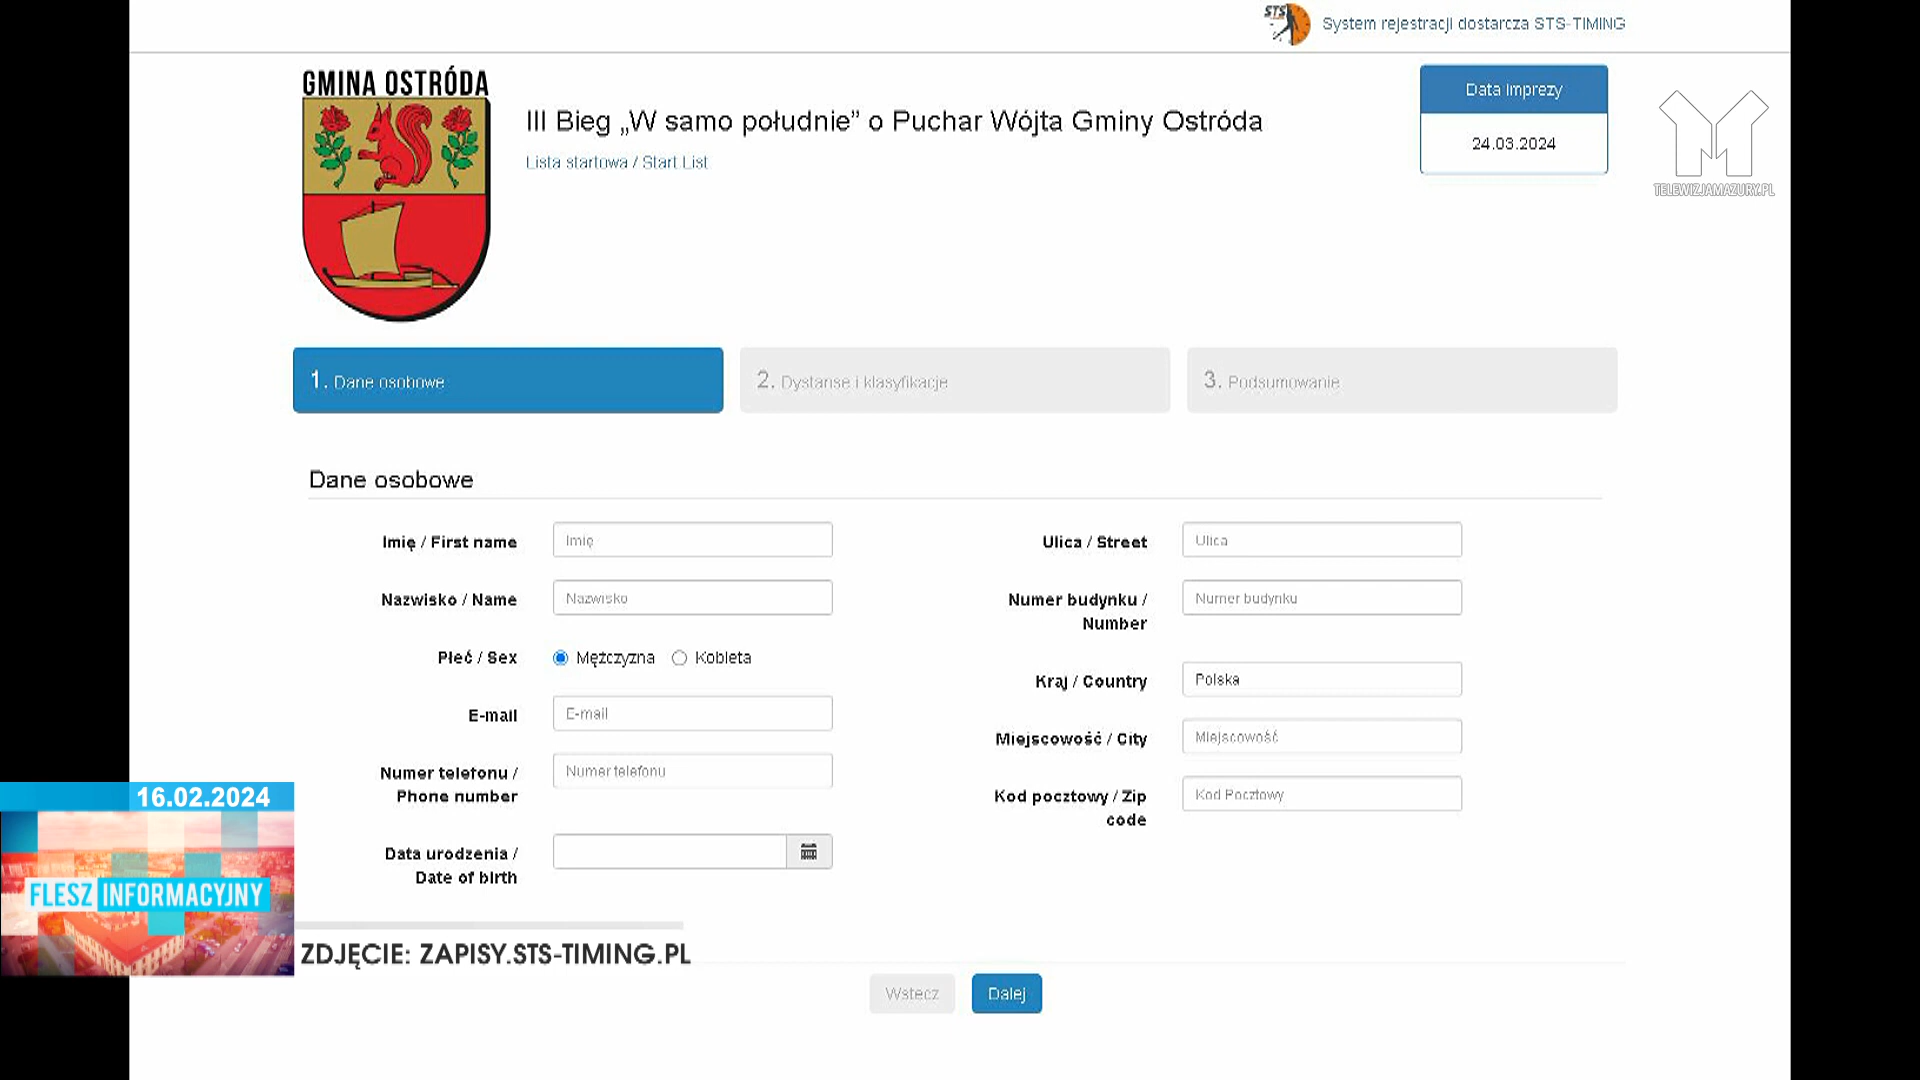 System rejestracji dostarcza STS-TIMING
STS
GMINA OSTRÓDA
III Bieg „W samo południe” o Puchar Wójta Gminy Ostróda
Lista startowa / Start List
Data imprezy
24.03.2024
TELEWIZJAMAZURY.PL
1. Dane osobowe
2. Dystanse i klasyfikacje
3. Podsumowanie
Dane osobowe
Imię / First name
Imię
Nazwisko / Name
Nazwisko
Płeć / Sex
Mężczyzna
Kobieta
E-mail
E-mail
Numer telefonu /
Phone number
Numer telefonu
Data urodzenia /
Date of birth
Ulica / Street
Ulica
Numer budynku /
Number
Numer budynku
Kraj / Country
Polska
Miejscowość / City
Miejscowość
Kod pocztowy / Zip
code
Kod Pocztowy
16.02.2024
FLESZ INFORMACYJNY
ZDJĘCIE: ZAPISY.STS-TIMING.PL
Wstecz
Dalej